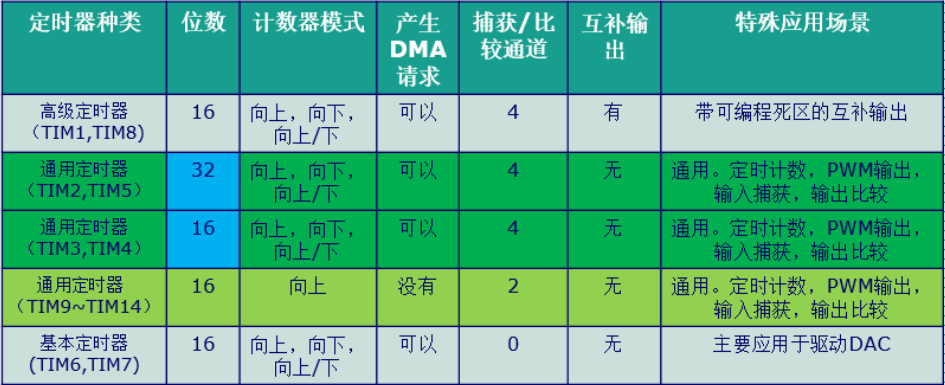 定时器种类 位数 计数器模式 产生DMA请求 捕获/比较通道 互补输出 特殊应用场景
高级定时器（TIM1,TIM8) 16 向上，向下，向上/下 可以 4 有 带可编程死区的互补输出
通用定时器（TIM2,TIM5） 32 向上，向下，向上/下 可以 4 无 通用。定时计数，PWM输出，输入捕获，输出比较
通用定时器（TIM3,TIM4） 16 向上，向下，向上/下 可以 4 无 通用。定时计数，PWM输出，输入捕获，输出比较
通用定时器（TIM9~TIM14） 16 向上 没有 2 无 通用。定时计数，PWM输出，输入捕获，输出比较
基本定时器(TIM6,TIM7) 16 向上，向下，向上/下 可以 0 无 主要应用于驱动DAC